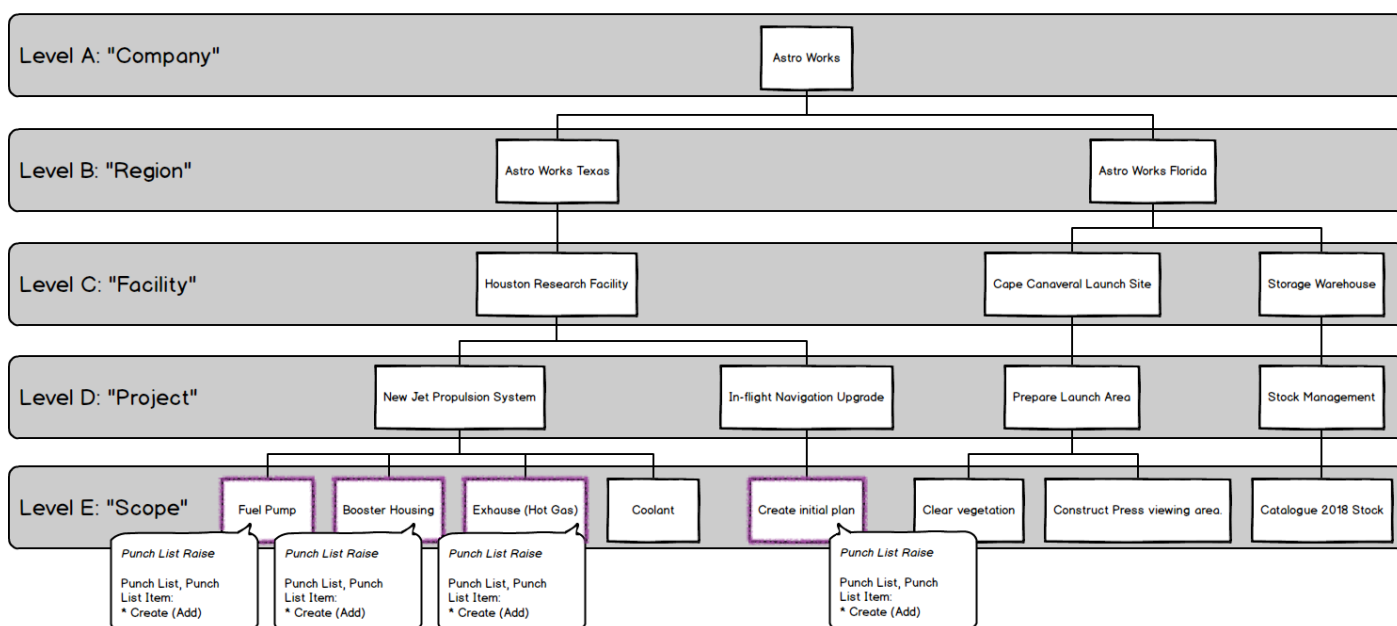 Level A: "Company"
Astro Works
Level B: "Region"
Astro Works Texas
Astro Works Florida
Level C: "Facility"
Houston Research Facility
Cape Canaveral Launch Site
Storage Warehouse
Level D: "Project"
New Jet Propulsion System
In-flight Navigation Upgrade
Prepare Launch Area
Stock Management
Level E: "Scope"
Fuel Pump
Booster Housing
Exhause (Hot Gas)
Coolant
Create initial plan
Clear vegetation
Construct Press viewing area.
Catalogue 2018 Stock
Punch List Raise
Punch List, Punch
List Item:
* Create (Add)
Punch List Raise
Punch List, Punch
List Item:
* Create (Add)
Punch List Raise
Punch List, Punch
List Item:
* Create (Add)
Punch List Raise
Punch List, Punch
List Item:
* Create (Add)